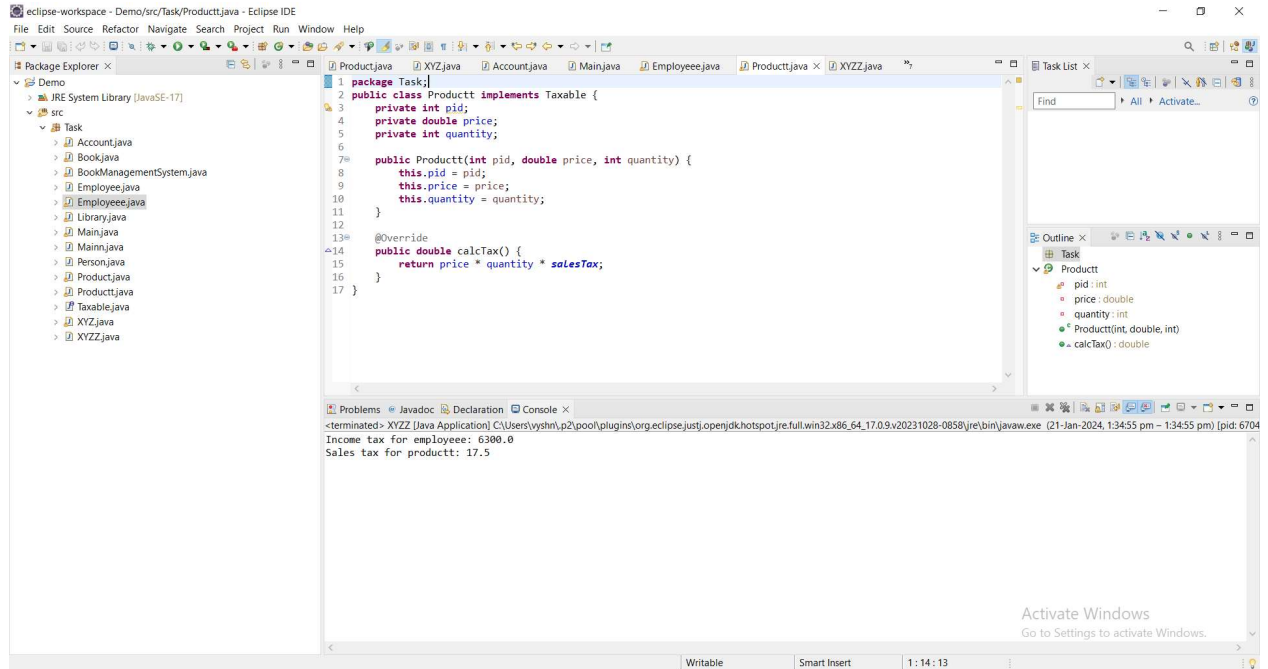 eclipse-workspace - Demo/src/Task/Productt.java - Eclipse IDE
File Edit Source Refactor Navigate Search Project Run Window Help
Package Explorer
Demo
JRE System Library [JavaSE-17]
src
Task
Account.java
Book.java
BookManagementSystem.java
Employee.java
Employeee.java
Library.java
Main.java
Mainn.java
Person.java
Product.java
Productt.java
Taxable.java
XYZ.java
XYZZ.java
Product.java XYZ.java Account.java Main.java Employeee.java Productt.java XYZZ.java "7
1 package Task;
2 public class Productt implements Taxable {
3 private int pid;
4 private double price;
5 private int quantity;
6
7 public Productt(int pid, double price, int quantity) {
8 this.pid = pid;
9 this.price = price;
10 this.quantity = quantity;
11 }
12
13 @Override
14 public double calcTax() {
15 return price * quantity * salesTax;
16 }
17 }
Task List
Find All Activate...
Outline
Task
Productt
pid : int
price : double
quantity : int
Productt(int, double, int)
calcTax() : double
Problems Javadoc Declaration Console
<terminated> XYZZ [Java Application] C:\Users\vyshn\.p2\pool\plugins\org.eclipse.justj.openjdk.hotspot.jre.full.win32.x86_64_17.0.9.v20231028-0858\jre\bin\javaw.exe (21-Jan-2024, 1:34:55 pm – 1:34:55 pm) [pid: 6704
Income tax for employeee: 6300.0
Sales tax for productt: 17.5
Activate Windows
Go to Settings to activate Windows.
Writable Smart Insert 1 : 14 : 13